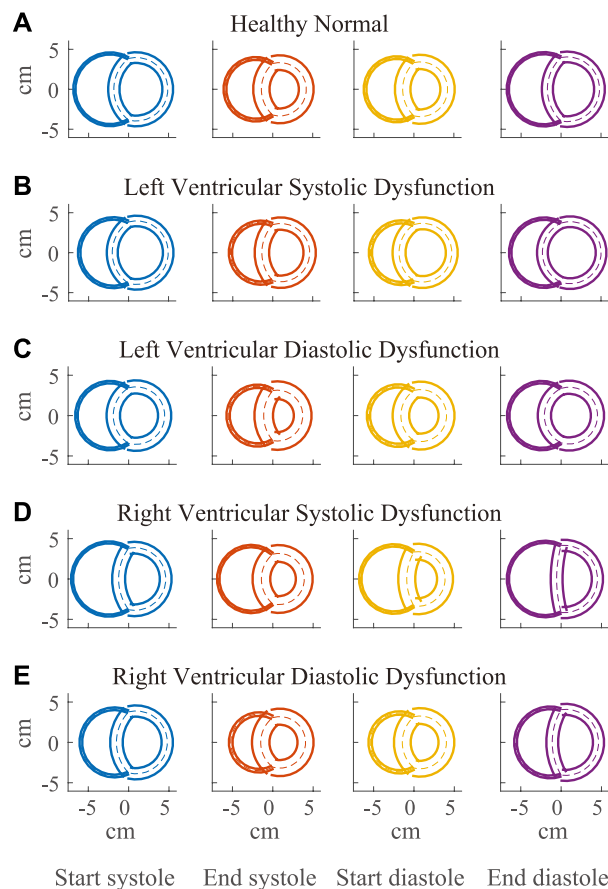 A Healthy Normal
cm
5
0
-5
B Left Ventricular Systolic Dysfunction
cm
5
0
-5
C Left Ventricular Diastolic Dysfunction
cm
5
0
-5
D Right Ventricular Systolic Dysfunction
cm
5
0
-5
E Right Ventricular Diastolic Dysfunction
cm
5
0
-5
-5 0 5 -5 0 5 -5 0 5 -5 0 5
cm cm cm cm
Start systole End systole Start diastole End diastole